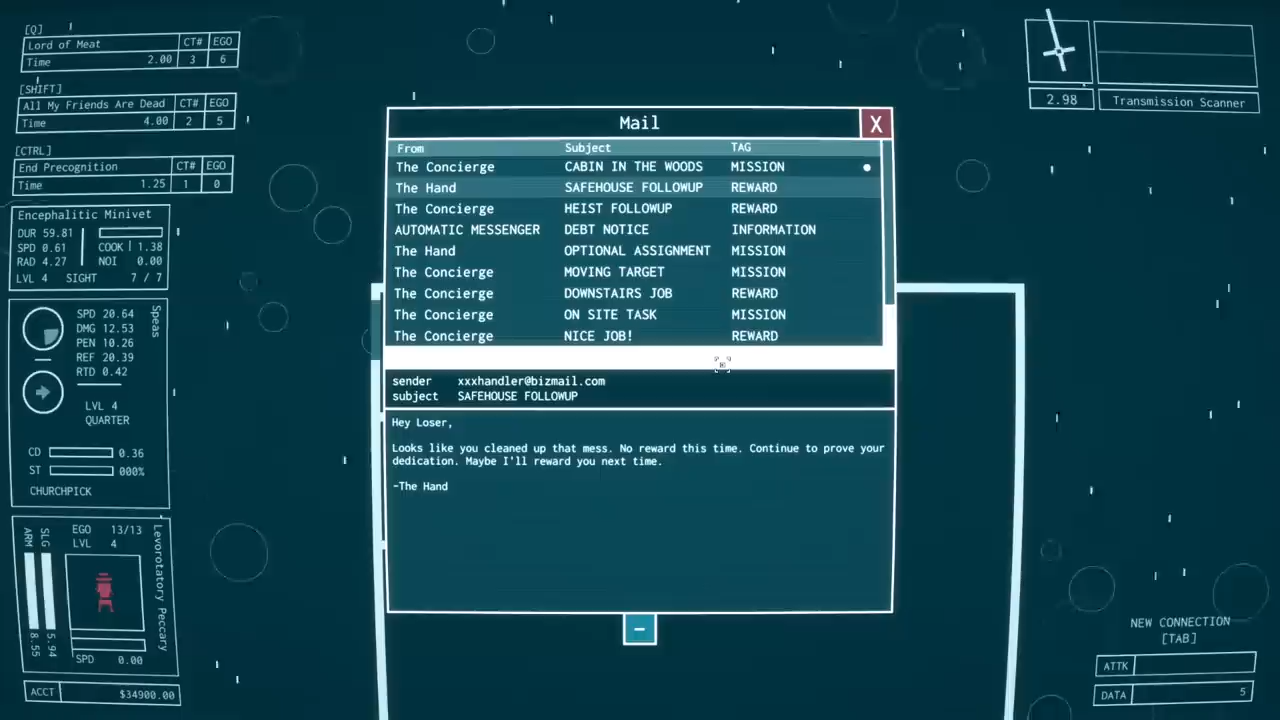 [Q]
Lord of Meat CT# EGO
Time 2.00 3 6
[SHIFT]
All My Friends Are Dead CT# EGO
Time 4.00 2 5
[CTRL]
End Precognition CT# EGO
Time 1.25 1 0
Encephalitic Minivet
DUR 59.81
SPD 0.61 COOK 1.38
RAD 4.27 NOI 0.00
LVL 4 SIGHT 7 / 7
Speas
SPD 20.64
DMG 12.53
PEN 10.26
REF 20.39
RTD 0.42
LVL 4
QUARTER
CD 0.36
ST 000%
CHURCHPICK
ARM SLG EGO 13/13
LVL 4
Levorotatory Peccary
8.55 5.94
SPD 0.00
ACCT $34900.00
Mail X
From Subject TAG
The Concierge CABIN IN THE WOODS MISSION
The Hand SAFEHOUSE FOLLOWUP REWARD
The Concierge HEIST FOLLOWUP REWARD
AUTOMATIC MESSENGER DEBT NOTICE INFORMATION
The Hand OPTIONAL ASSIGNMENT MISSION
The Concierge MOVING TARGET MISSION
The Concierge DOWNSTAIRS JOB REWARD
The Concierge ON SITE TASK MISSION
The Concierge NICE JOB! REWARD
sender xxxhandler@bizmail.com
subject SAFEHOUSE FOLLOWUP
Hey Loser,
Looks like you cleaned up that mess. No reward this time. Continue to prove your
dedication. Maybe I'll reward you next time.
-The Hand
2.98 Transmission Scanner
NEW CONNECTION
[TAB]
ATTK
DATA 5